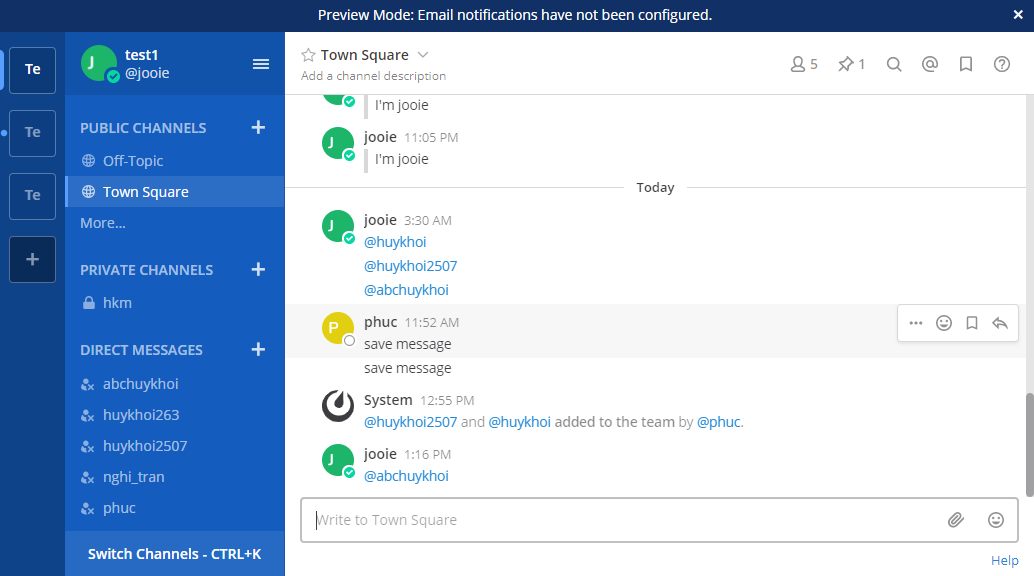 Preview Mode: Email notifications have not been configured. ×
Te
Te
Te
+
J
test1
@jooie
PUBLIC CHANNELS +
Off-Topic
Town Square
More...
PRIVATE CHANNELS +
hkm
DIRECT MESSAGES +
abchuykhoi
huykhoi263
huykhoi2507
nghi_tran
phuc
Switch Channels - CTRL+K
Town Square
Add a channel description
5
1
I'm jooie
J
jooie 11:05 PM
I'm jooie
Today
J
jooie 3:30 AM
@huykhoi
@huykhoi2507
@abchuykhoi
P
phuc 11:52 AM
save message
save message
System 12:55 PM
@huykhoi2507 and @huykhoi added to the team by @phuc.
J
jooie 1:16 PM
@abchuykhoi
Write to Town Square
Help